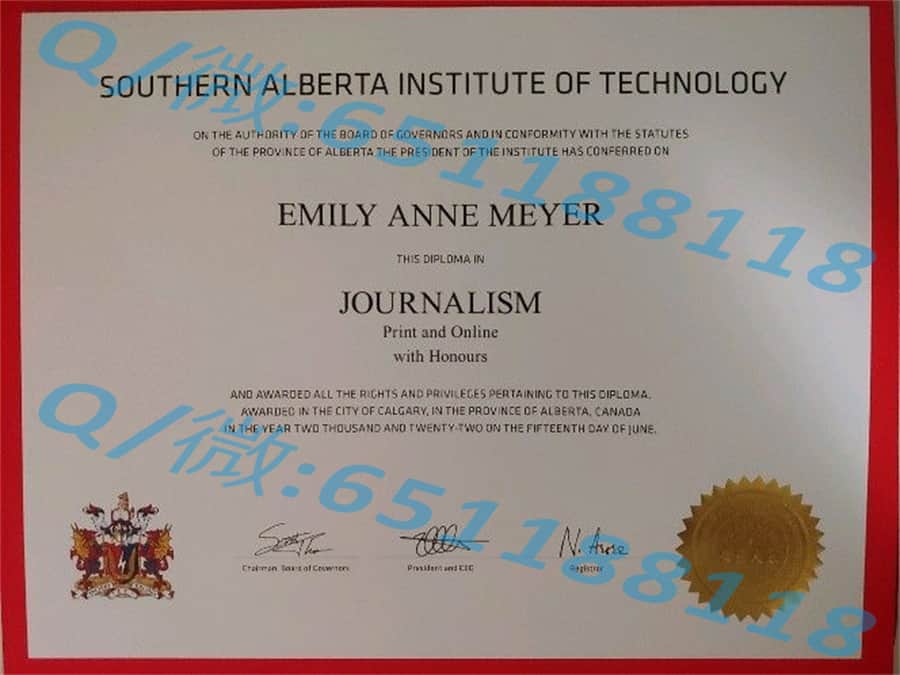 SOUTHERN ALBERTA INSTITUTE OF TECHNOLOGY
ON THE AUTHORITY OF THE BOARD OF GOVERNORS AND IN CONFORMITY WITH THE STATUTES
OF THE PROVINCE OF ALBERTA THE PRESIDENT OF THE INSTITUTE HAS CONFERRED ON
EMILY ANNE MEYER
THIS DIPLOMA IN
JOURNALISM
Print and Online
with Honours
AND AWARDED ALL THE RIGHTS AND PRIVILEGES PERTAINING TO THIS DIPLOMA.
AWARDED IN THE CITY OF CALGARY, IN THE PROVINCE OF ALBERTA, CANADA
IN THE YEAR TWO THOUSAND AND TWENTY-TWO ON THE FIFTEENTH DAY OF JUNE.
Chairman, Board of Governors
President and CEO
Registrar
Q/微:651188118
Q/微:651188118